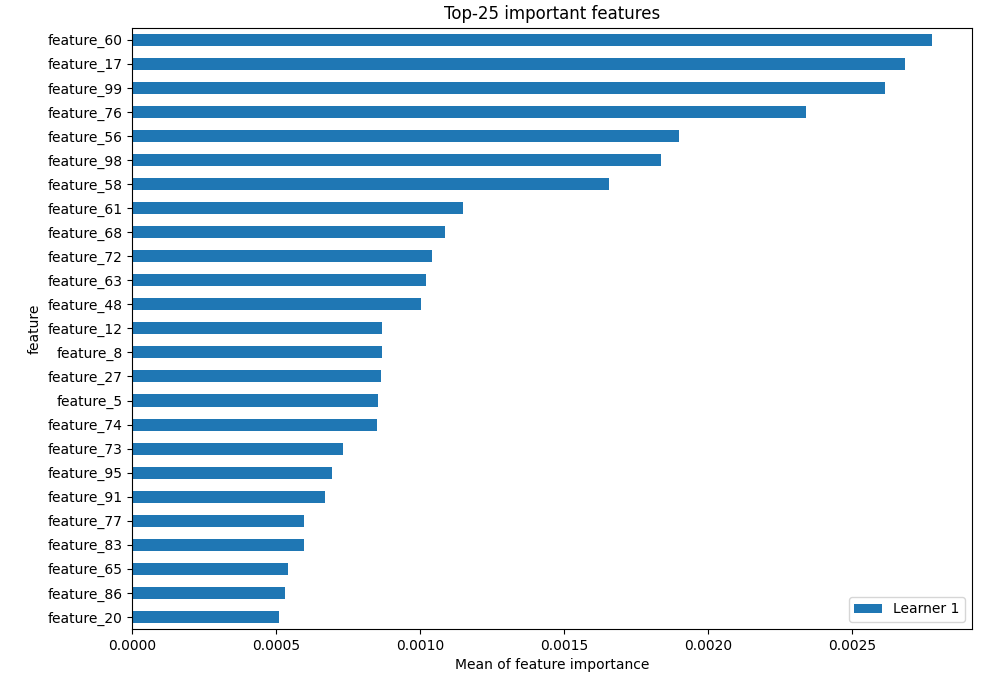 Top-25 important features
feature_60
feature_17
feature_99
feature_76
feature_56
feature_98
feature_58
feature_61
feature_68
feature_72
feature_63
feature_48
feature_12
feature_8
feature_27
feature_5
feature_74
feature_73
feature_95
feature_91
feature_77
feature_83
feature_65
feature_86
feature_20
feature
Learner 1
0.0000 0.0005 0.0010 0.0015 0.0020 0.0025
Mean of feature importance